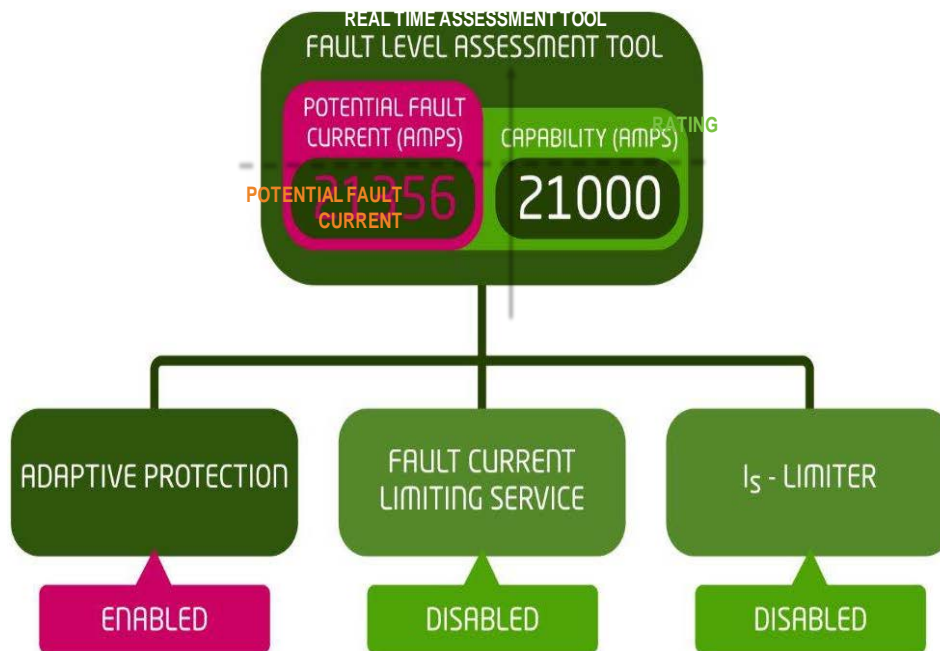 REAL TIME ASSESSMENT TOOL
FAULT LEVEL ASSESSMENT TOOL
POTENTIAL FAULT
CURRENT (AMPS)
RATING
CAPABILITY (AMPS)
21356
21000
POTENTIAL FAULT
CURRENT
ADAPTIVE PROTECTION
FAULT CURRENT
LIMITING SERVICE
IS - LIMITER
ENABLED
DISABLED
DISABLED